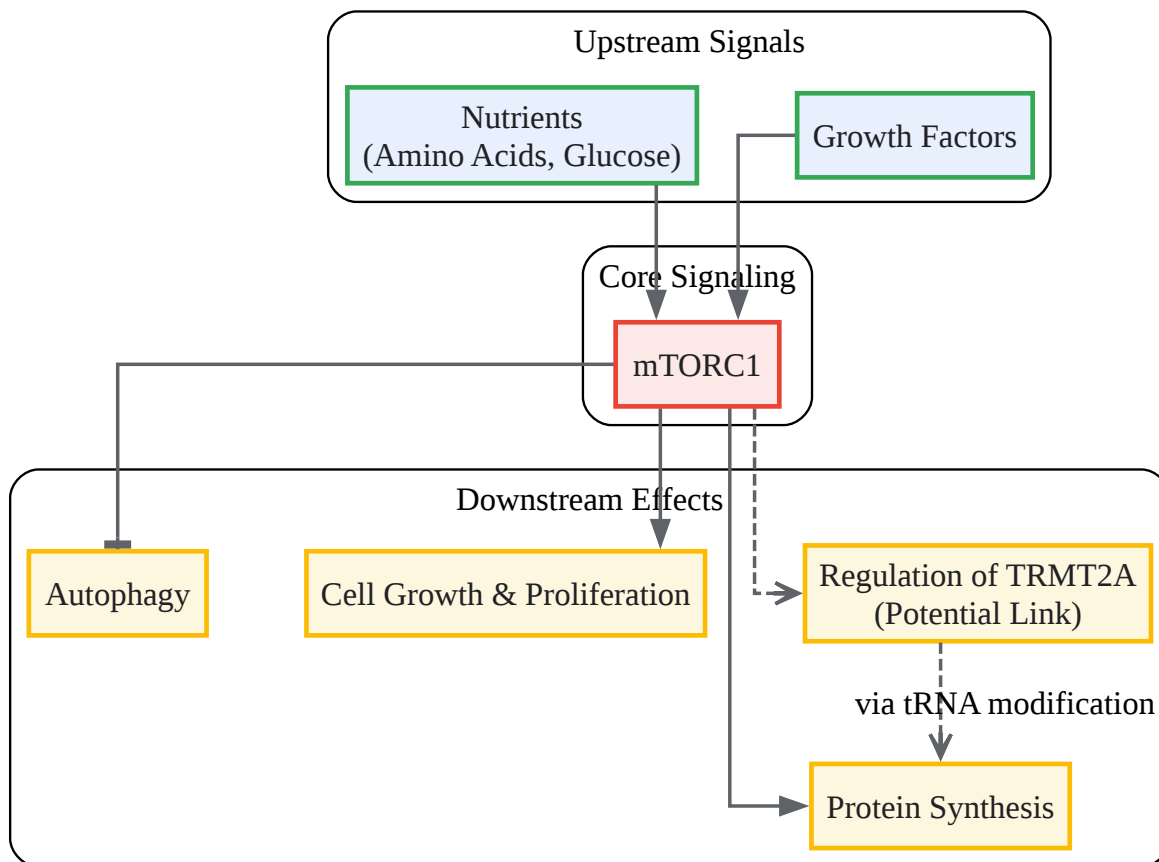 Upstream Signals
Nutrients
(Amino Acids, Glucose)
Growth Factors
Core Signaling
mTORC1
Downstream Effects
Autophagy
Cell Growth & Proliferation
Regulation of TRMT2A
(Potential Link)
via tRNA modification
Protein Synthesis